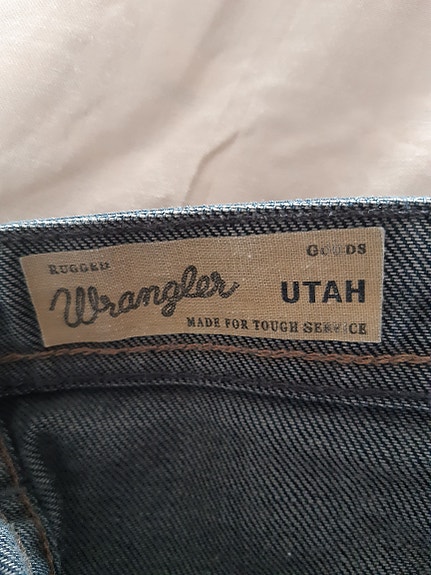 RUGGED GOODS
Wrangler UTAH
MADE FOR TOUGH SERVICE